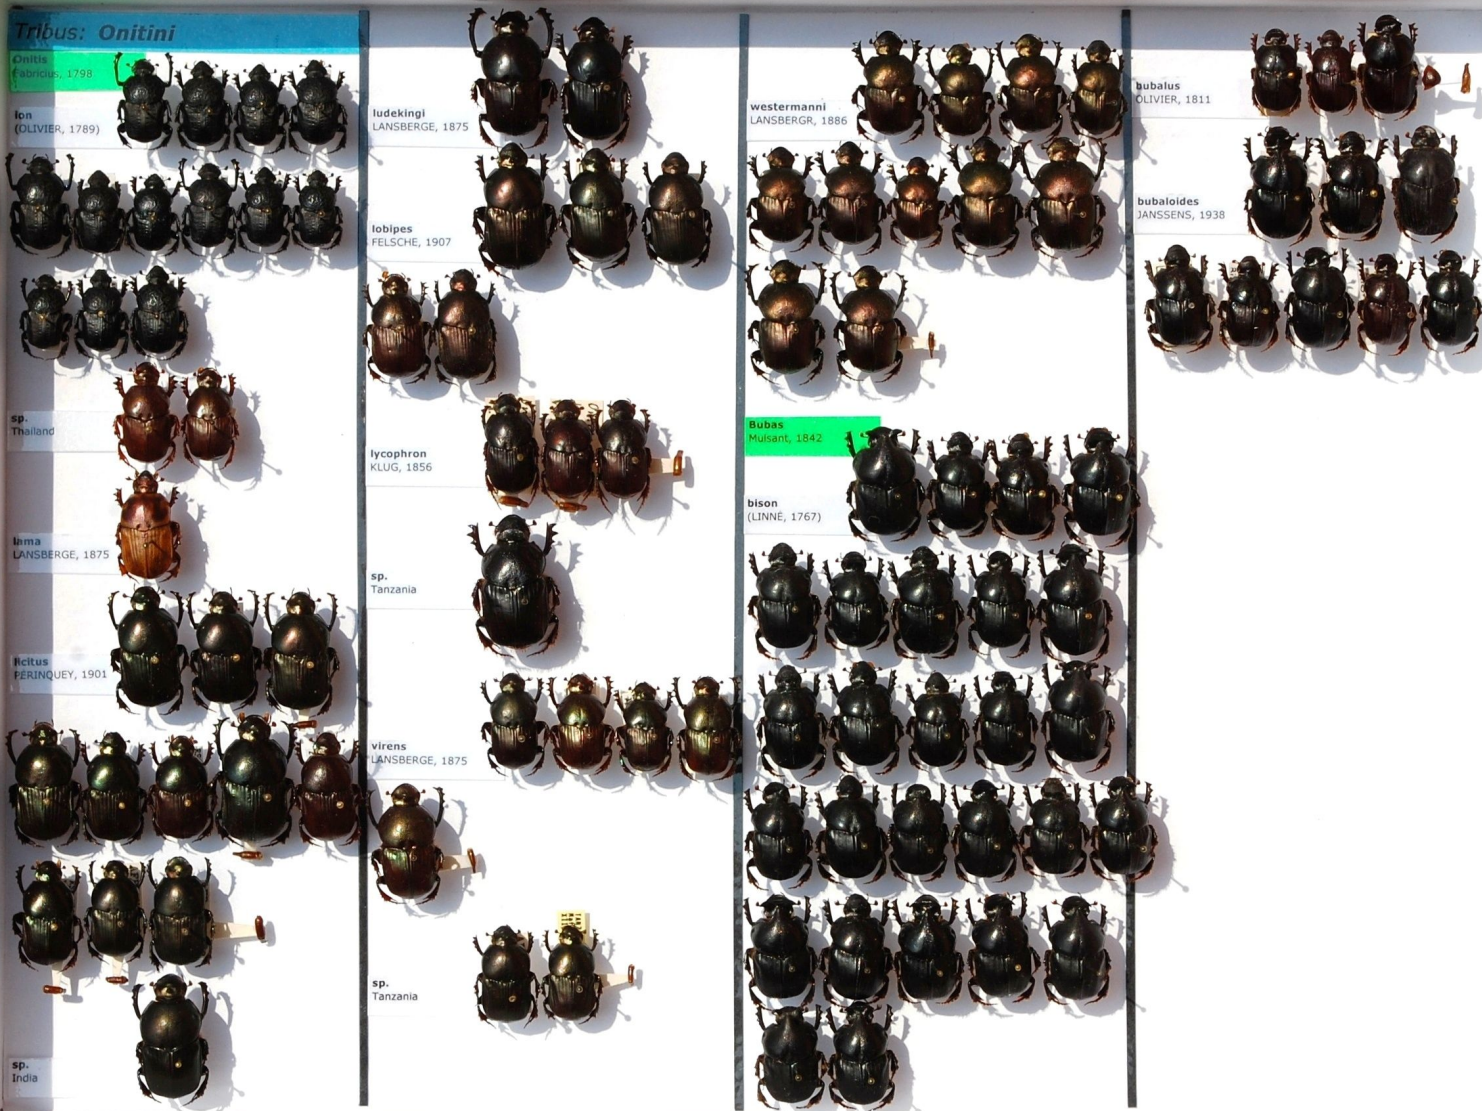 Tribus: Onitini
Onitis
Fabricius, 1798
ion
(OLIVIER, 1789)
sp.
Thailand
lama
LANSBERGE, 1875
licitus
PÉRINQUEY, 1901
sp.
India
ludekingi
LANSBERGE, 1875
lobipes
FELSCHE, 1907
lycophron
KLUG, 1856
sp.
Tanzania
virens
LANSBERGE, 1875
sp.
Tanzania
westermanni
LANSBERGR, 1886
Bubas
Mulsant, 1842
bison
(LINNÉ, 1767)
bubalus
OLIVIER, 1811
bubaloides
JANSSENS, 1938